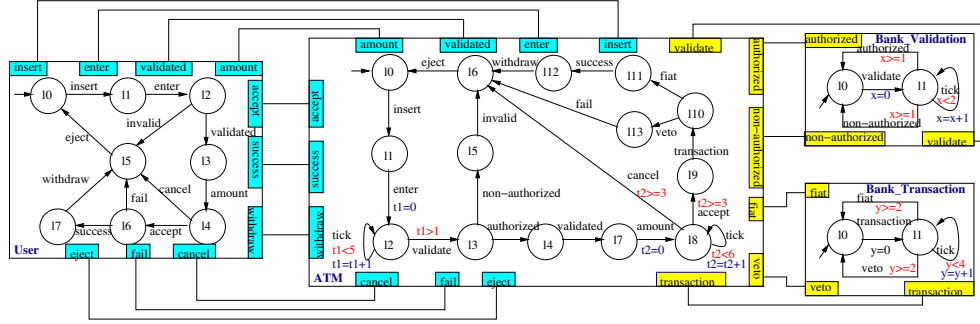 insert
enter
validated
amount
l0
insert
l1
enter
l2
invalid
validated
eject
l5
l3
cancel
amount
withdraw
fail
l7
success
l6
accept
l4
User
eject
fail
cancel
accept
success
withdraw
amount
validated
enter
insert
validate
accept
success
withdraw
l0
eject
l6
withdraw
l12
success
l11
fiat
insert
fail
l10
l13
veto
invalid
transaction
l1
l5
cancel
l9
enter
t1=0
non−authorized
t2>=3
t2>=3
accept
tick
t1<5
t1=t1+1
l2
t1>1
validate
l3
authorized
l4
validated
l7
amount
t2=0
l8
tick
t2<6
t2=t2+1
ATM
cancel
fail
eject
transaction
authorized
non−authorized
fiat
veto
authorized
Bank_Validation
authorized
x>=1
l0
validate
x=0
l1
tick
x<2
x=x+1
x>=1
non−authorized
non−authorized
validate
fiat
Bank_Transaction
fiat
y>=2
transaction
l0
y=0
l1
tick
veto
y>=2
y<4
y=y+1
veto
transaction